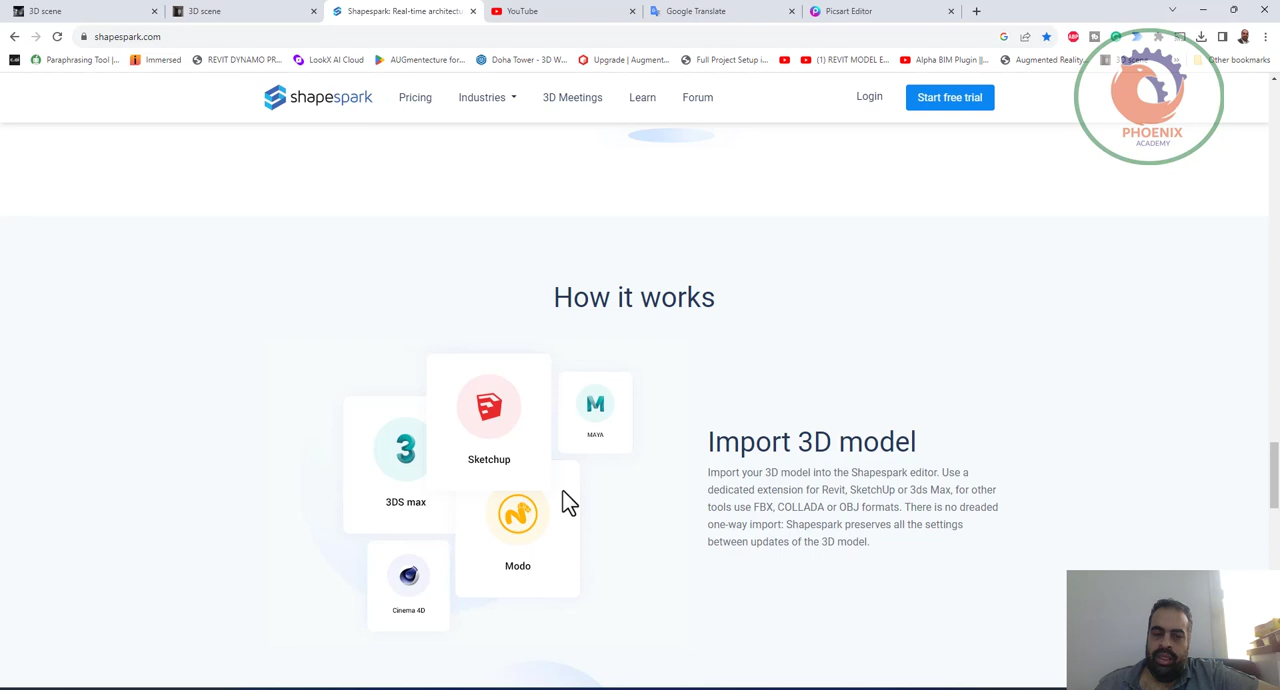 3D scene
3D scene
Shapespark: Real-time architectu
YouTube
Google Translate
Picsart Editor
shapespark.com
Paraphrasing Tool |...
Immersed
REVIT DYNAMO PR...
LookX AI Cloud
AUGmentecture for...
Doha Tower - 3D W...
Upgrade | Augment...
Full Project Setup i...
(1) REVIT MODEL E...
Alpha BIM Plugin ||...
Augmented Reality...
3D scene
Other bookmarks
shapespark
Pricing
Industries
3D Meetings
Learn
Forum
Login
Start free trial
PHOENIX
ACADEMY
How it works
Sketchup
MAYA
3DS max
Modo
Cinema 4D
Import 3D model
Import your 3D model into the Shapespark editor. Use a
dedicated extension for Revit, SketchUp or 3ds Max, for other
tools use FBX, COLLADA or OBJ formats. There is no dreaded
one-way import: Shapespark preserves all the settings
between updates of the 3D model.